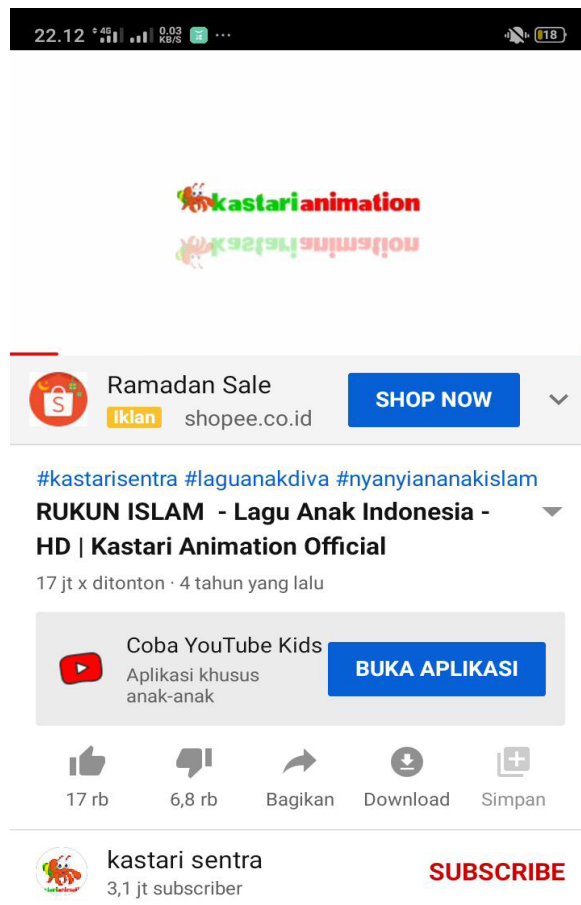 22.12 4G 0.03 KB/S ... 18
kastarianimation
kastarianimation
Ramadan Sale
SHOP NOW
Iklan shopee.co.id
#kastarisentra #laguanakdiva #nyanyiananakislam
RUKUN ISLAM - Lagu Anak Indonesia -
HD | Kastari Animation Official
17 jt x ditonton · 4 tahun yang lalu
Coba YouTube Kids
Aplikasi khusus
anak-anak
BUKA APLIKASI
17 rb 6,8 rb Bagikan Download Simpan
kastari sentra
3,1 jt subscriber
SUBSCRIBE